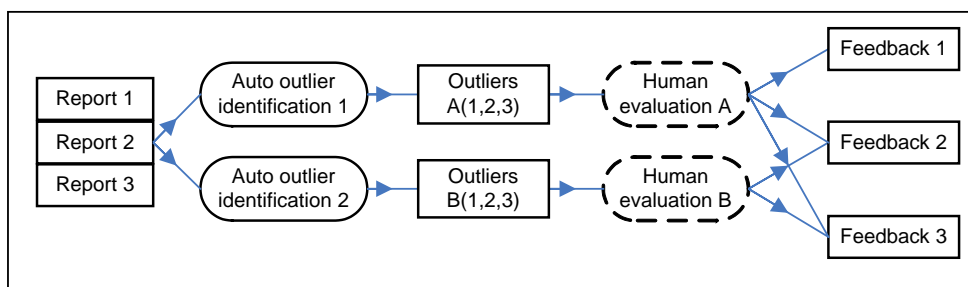 Report 1
Report 2
Report 3
Auto outlier
identification 1
Auto outlier
identification 2
Outliers
A(1,2,3)
Outliers
B(1,2,3)
Human
evaluation A
Human
evaluation B
Feedback 1
Feedback 2
Feedback 3